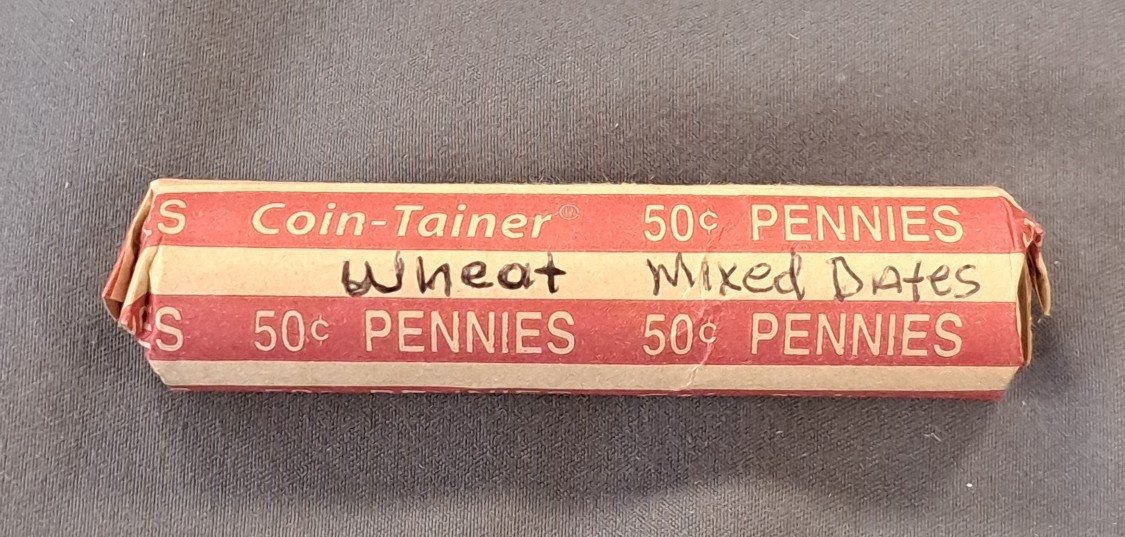 S Coin-Tainer® 50¢ PENNIES
Wheat Mixed Dates
S 50¢ PENNIES 50¢ PENNIES